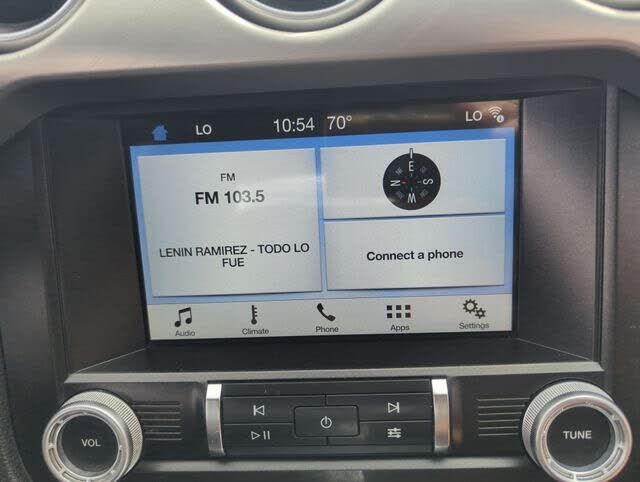 LO 10:54 70° LO
FM
FM 103.5
LENIN RAMIREZ - TODO LO
FUE
E
N S
W
Connect a phone
Audio Climate Phone Apps Settings
VOL
TUNE